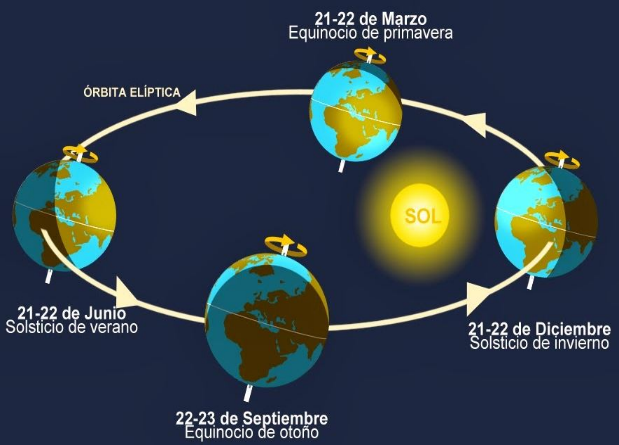 21-22 de Marzo
Equinocio de primavera
ÓRBITA ELÍPTICA
SOL
21-22 de Junio
Solsticio de verano
21-22 de Diciembre
Solsticio de invierno
22-23 de Septiembre
Equinocio de otoño